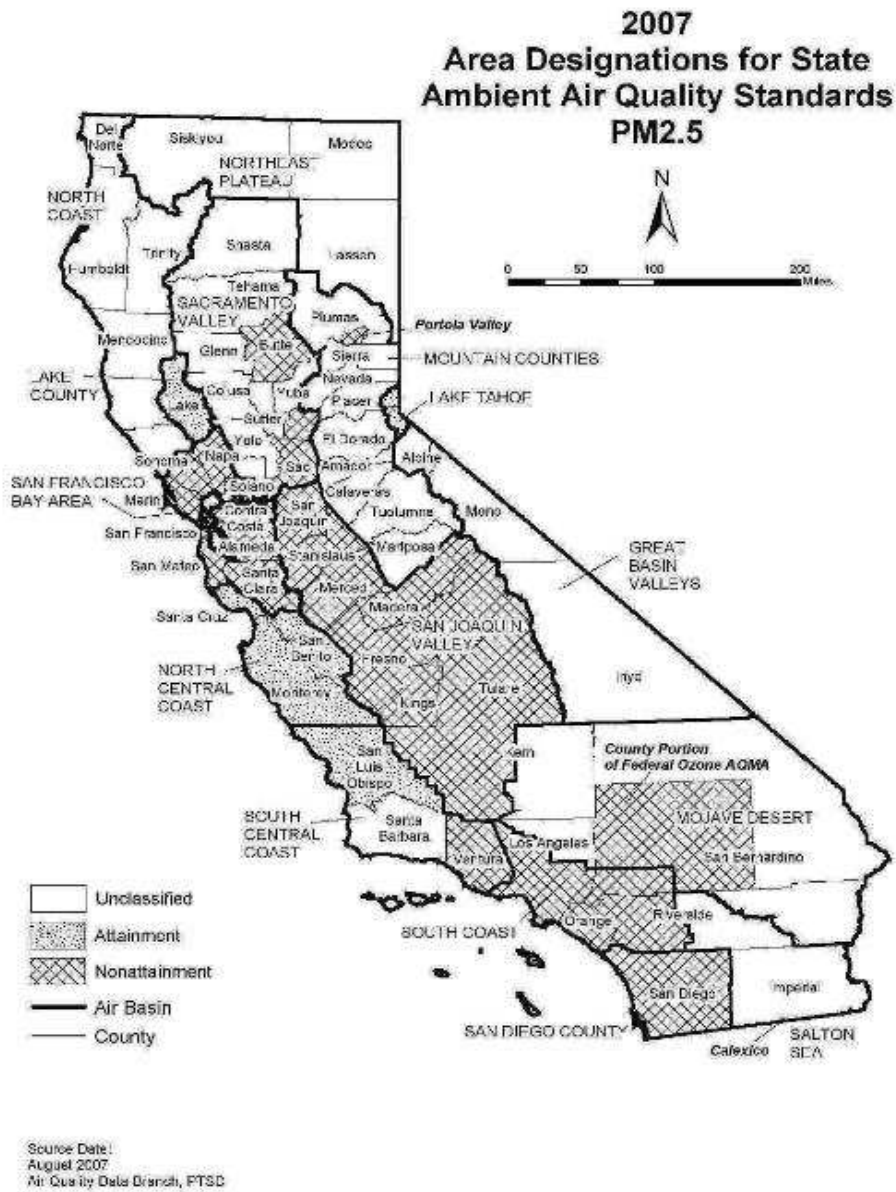 2007
Area Designations for State
Ambient Air Quality Standards
PM2.5
N
0 50 100 200
Miles
Del
Norte
Siskiyou
Modoc
NORTHEAST
PLATEAU
NORTH
COAST
Shasta
Lassen
Trinity
Humboldt
Tehama
SACRAMENTO
VALLEY
Plumas
Portola Valley
Mendocino
Glenn
Butte
Sierra
MOUNTAIN COUNTIES
LAKE
COUNTY
Nevada
Colusa
Yuba
Placer
LAKE TAHOE
Lake
Sutter
Yolo
El Dorado
Sonoma
Napa
Sac
Amador
Alpine
SAN FRANCISCO
BAY AREA
Solano
Calaveras
Marin
Contra
Costa
San
Joaquin
Tuolumne
Mono
San Francisco
Alameda
Stanislaus
Mariposa
GREAT
BASIN
VALLEYS
San Mateo
Santa
Clara
Merced
Madera
Santa Cruz
SAN JOAQUIN
VALLEY
San
Benito
Fresno
NORTH
CENTRAL
COAST
Monterey
Kings
Tulare
Inyo
San
Luis
Obispo
Kern
County Portion
of Federal Ozone AQMA
SOUTH
CENTRAL
COAST
Santa
Barbara
MOJAVE DESERT
Ventura
Los Angeles
San Bernardino
Unclassified
Attainment
Nonattainment
Air Basin
County
SOUTH COAST
Orange
Riverside
San Diego
Imperial
SAN DIEGO COUNTY
Calexico
SALTON
SEA
Source Date:
August 2007
Air Quality Data Branch, PTSD